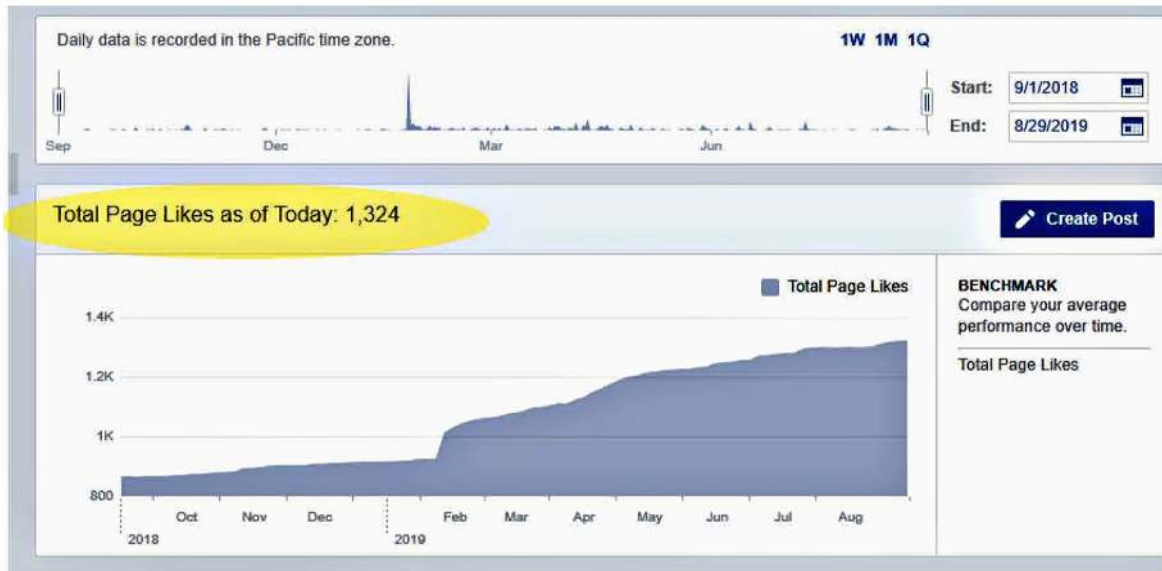 Daily data is recorded in the Pacific time zone.
1W 1M 1Q
Start: 9/1/2018
End: 8/29/2019
Sep Dec Mar Jun
Total Page Likes as of Today: 1,324
Create Post
Total Page Likes
BENCHMARK
Compare your average
performance over time.
Total Page Likes
1.4K
1.2K
1K
800
Oct Nov Dec Feb Mar Apr May Jun Jul Aug
2018 2019